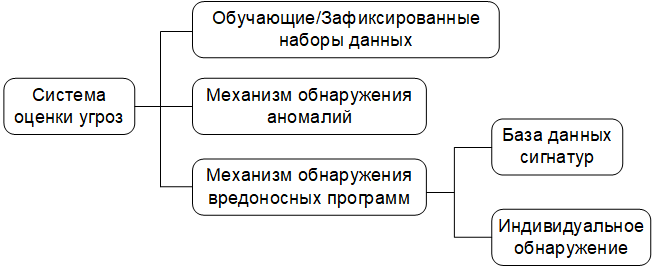 Обучающие/Зафиксированные
наборы данных
Система
оценки угроз
Механизм обнаружения
аномалий
Механизм обнаружения
вредоносных программ
База данных
сигнатур
Индивидуальное
обнаружение